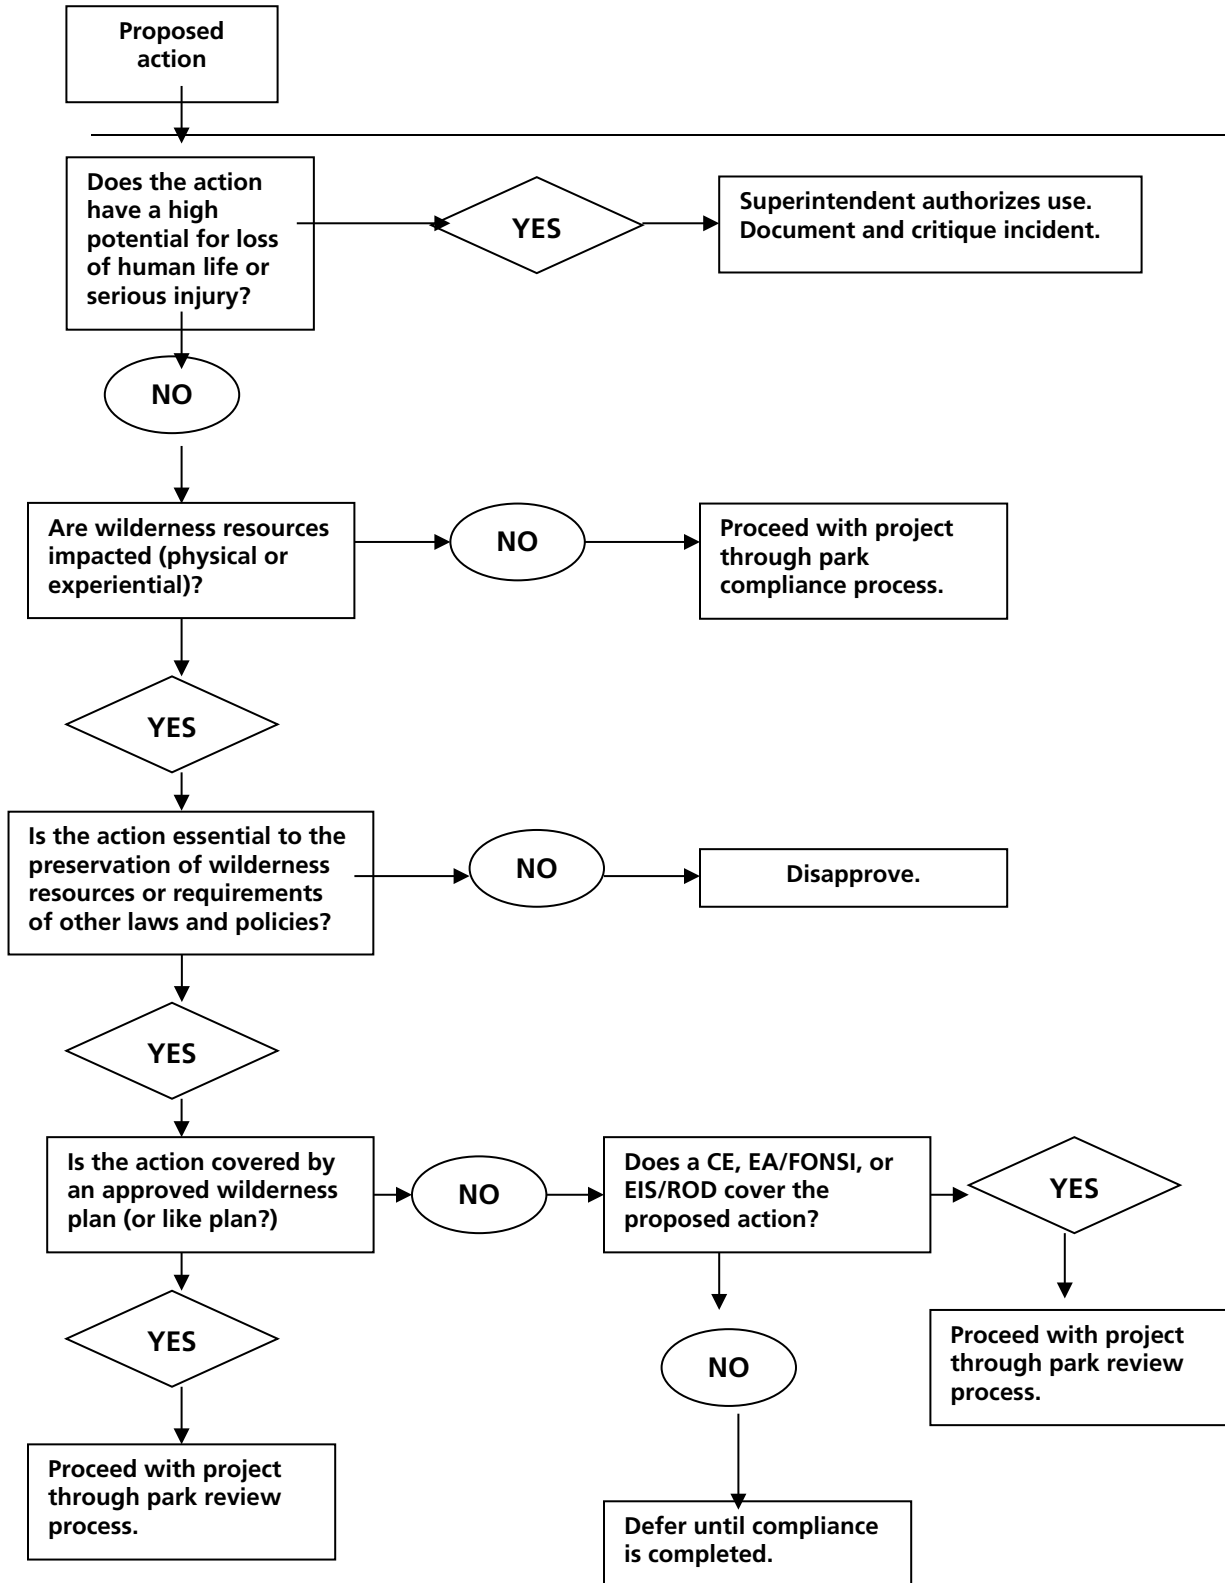 Proposed
action
Does the action
have a high
potential for loss
of human life or
serious injury?
YES
Superintendent authorizes use.
Document and critique incident.
NO
Are wilderness resources
impacted (physical or
experiential)?
NO
Proceed with project
through park
compliance process.
YES
Is the action essential to the
preservation of wilderness
resources or requirements
of other laws and policies?
NO
Disapprove.
YES
Is the action covered by
an approved wilderness
plan (or like plan?)
NO
Does a CE, EA/FONSI, or
EIS/ROD cover the
proposed action?
YES
YES
NO
Proceed with project
through park review
process.
Proceed with project
through park review
process.
Defer until compliance
is completed.